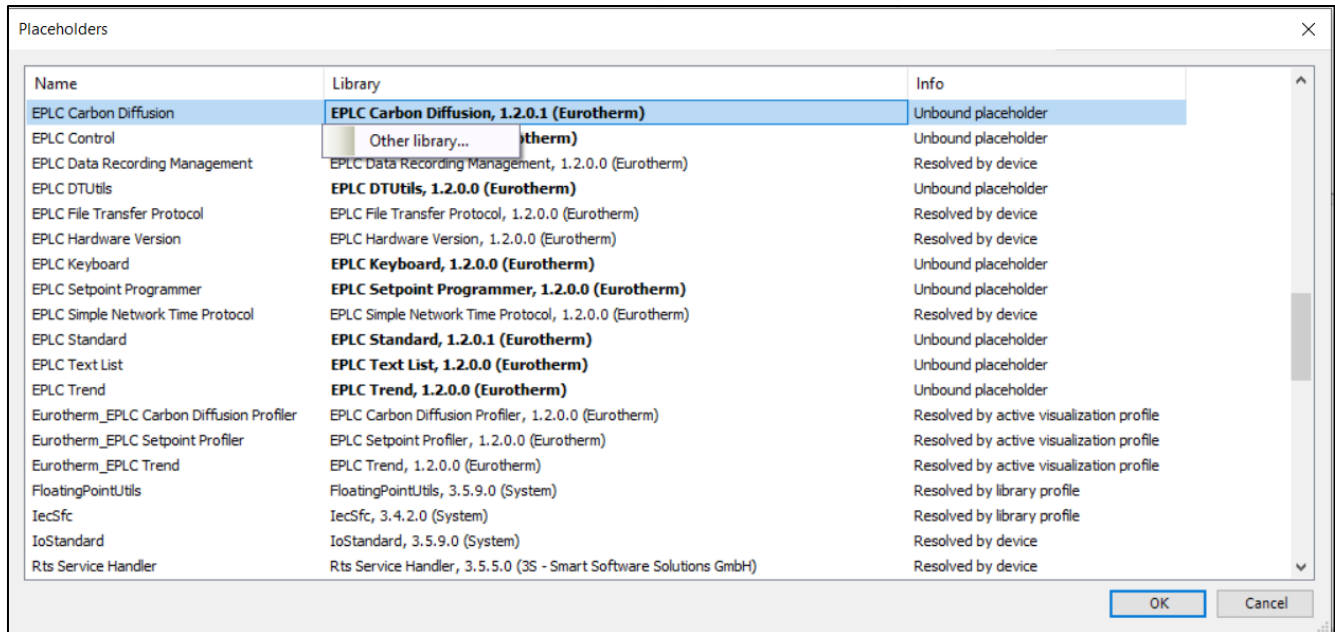 Placeholders
Name Library Info
EPLC Carbon Diffusion EPLC Carbon Diffusion, 1.2.0.1 (Eurotherm) Unbound placeholder
EPLC Control Other library... otherm) Unbound placeholder
EPLC Data Recording Management EPLC Data Recording Management, 1.2.0.0 (Eurotherm) Resolved by device
EPLC DTUtils EPLC DTUtils, 1.2.0.0 (Eurotherm) Unbound placeholder
EPLC File Transfer Protocol EPLC File Transfer Protocol, 1.2.0.0 (Eurotherm) Resolved by device
EPLC Hardware Version EPLC Hardware Version, 1.2.0.0 (Eurotherm) Resolved by device
EPLC Keyboard EPLC Keyboard, 1.2.0.0 (Eurotherm) Unbound placeholder
EPLC Setpoint Programmer EPLC Setpoint Programmer, 1.2.0.0 (Eurotherm) Unbound placeholder
EPLC Simple Network Time Protocol EPLC Simple Network Time Protocol, 1.2.0.0 (Eurotherm) Resolved by device
EPLC Standard EPLC Standard, 1.2.0.1 (Eurotherm) Unbound placeholder
EPLC Text List EPLC Text List, 1.2.0.0 (Eurotherm) Unbound placeholder
EPLC Trend EPLC Trend, 1.2.0.0 (Eurotherm) Unbound placeholder
Eurotherm_EPLC Carbon Diffusion Profiler EPLC Carbon Diffusion Profiler, 1.2.0.0 (Eurotherm) Resolved by active visualization profile
Eurotherm_EPLC Setpoint Profiler EPLC Setpoint Profiler, 1.2.0.0 (Eurotherm) Resolved by active visualization profile
Eurotherm_EPLC Trend EPLC Trend, 1.2.0.0 (Eurotherm) Resolved by active visualization profile
FloatingPointUtils FloatingPointUtils, 3.5.9.0 (System) Resolved by library profile
IecSfc IecSfc, 3.4.2.0 (System) Resolved by library profile
IoStandard IoStandard, 3.5.9.0 (System) Resolved by device
Rts Service Handler Rts Service Handler, 3.5.5.0 (3S - Smart Software Solutions GmbH) Resolved by device
OK Cancel